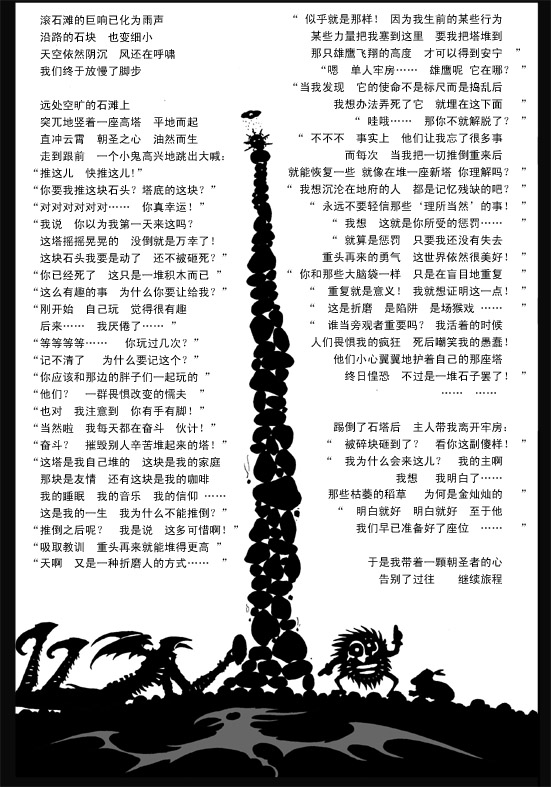 滚石滩的巨响已化为雨声
沿路的石块　也变细小
天空依然阴沉　风还在呼啸
我们终于放慢了脚步
远处空旷的石滩上
突兀地竖着一座高塔　平地而起
直冲云霄　朝圣之心　油然而生
走到跟前　一个小鬼高兴地跳出大喊：
“推这儿　快推这儿！”
“你要我推这块石头？塔底的这块？”
“对对对对对对……　你真幸运！”
“我说　你以为我第一天来这吗？
这塔摇摇晃晃的　没倒就是万幸了！
这块石头我要是动了　还不被砸死？”
“你已经死了　这只是一堆积木而已　”
“这么有趣的事　为什么你要让给我？”
“刚开始　自己玩　觉得很有趣
后来……　我厌倦了……　”
“等等等等……　你玩过几次？”
“记不清了　为什么要记这个？”
“你应该和那边的胖子们一起玩的　”
“他们？　一群畏惧改变的懦夫　”
“也对　我注意到　你有手有脚！”
“当然啦　我每天都在奋斗　伙计！”
“奋斗？　摧毁别人辛苦堆起来的塔！”
“这塔是我自己堆的　这块是我的家庭
那块是友情　还有这块是我的咖啡
我的睡眠　我的音乐　我的信仰 ……
这是我的一生　我为什么不能推倒？”
“推倒之后呢？　我是说　这多可惜啊！”
“吸取教训　重头再来就能堆得更高　”
“天啊　又是一种折磨人的方式……　”
“　似乎就是那样！　因为我生前的某些行为
某些力量把我塞到这里　要我把塔堆到
那只雄鹰飞翔的高度　才可以得到安宁　”
“嗯　单人牢房……　雄鹰呢　它在哪？　”
“当我发现　它的使命不是标尺而是捣乱后
我想办法弄死了它　就埋在这下面　”
“　哇哦……　那你不就解脱了？　”
“　不不不　事实上　他们让我忘了很多事
而每次　当我把一切推倒重来后
就能恢复一些 就像在堆一座新塔 你理解吗？　”
“　我想沉沦在地府的人　都是记忆残缺的吧？　”
“　永远不要轻信那些‘理所当然’的事！　”
“　我想　这就是你所受的惩罚……　”
“　就算是惩罚　只要我还没有失去
重头再来的勇气　这世界依然很美好！　”
“　你和那些大脑袋一样　只是在盲目地重复　”
“　重复就是意义！　我就想证明这一点！　”
“　这是折磨　是陷阱　是场猴戏　……　”
“　谁当旁观者重要吗？　我活着的时候
人们畏惧我的疯狂　死后嘲笑我的愚蠢！
他们小心翼翼地护着自己的那座塔
终日惶恐　不过是一堆石子罢了！　”
……　……
踢倒了石塔后　主人带我离开牢房：
“　被碎块砸到了？　看你这副傻样！　”
“　我为什么会来这儿？　我的主啊
我想　我明白了……
那些枯萎的稻草　为何是金灿灿的　”
“　明白就好　明白就好　至于他
我们早已准备好了座位　……　”
于是我带着一颗朝圣者的心
告别了过往　继续旅程